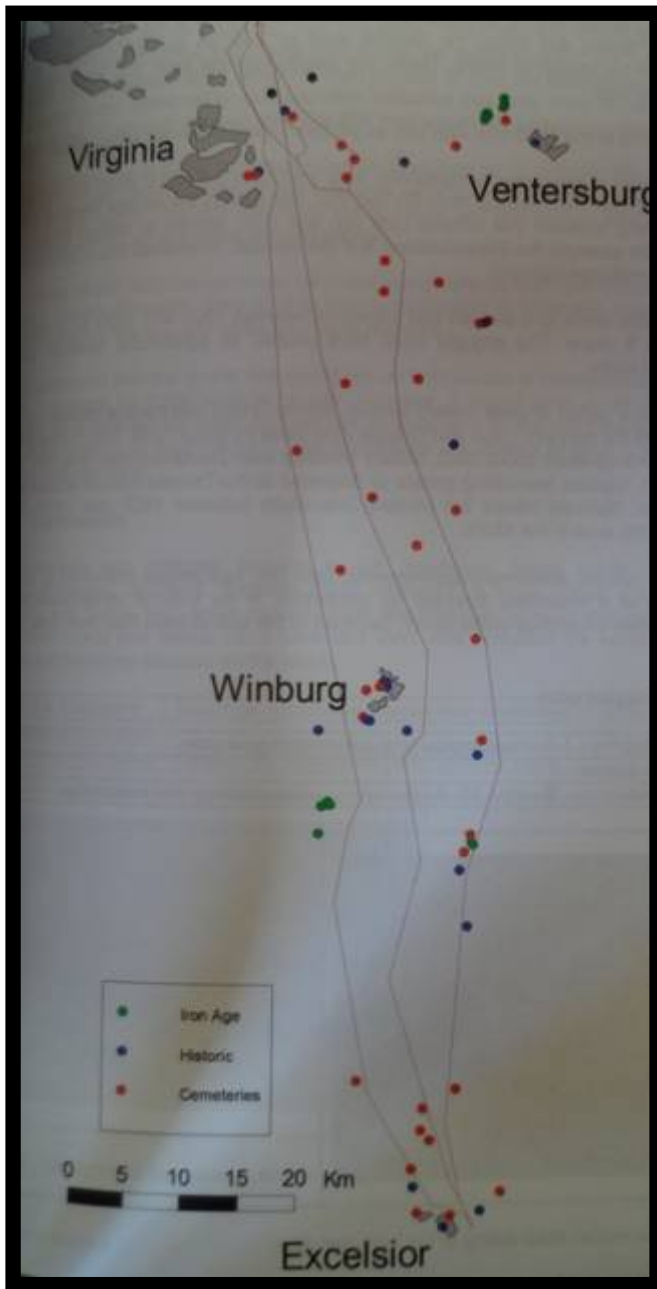 Virginia
Ventersburg
Winburg
Iron Age
Historic
Cemeteries
0 5 10 15 20 Km
Excelsior